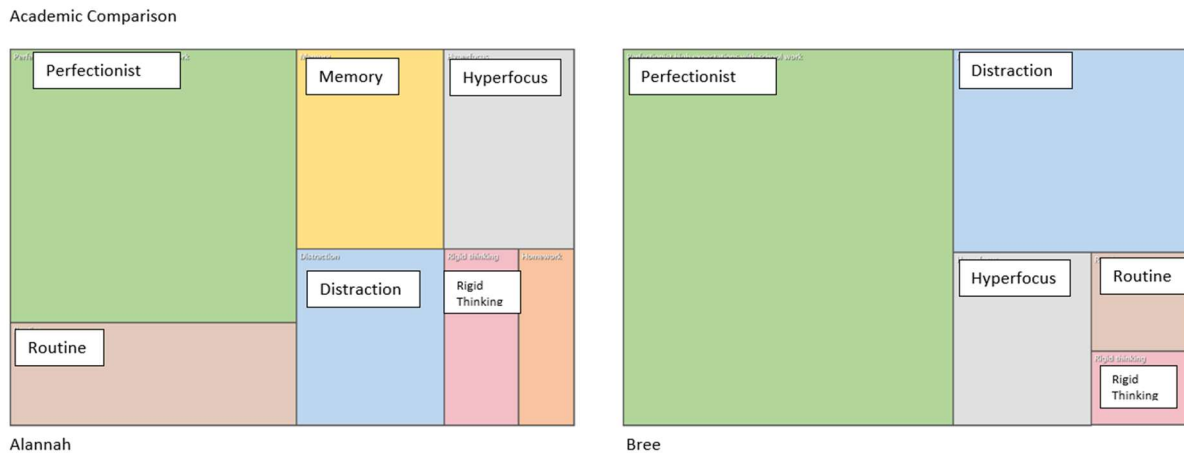 Academic Comparison
Perfectionist
Memory
Hyperfocus
Distraction
Distraction
Rigid thinking
Rigid
Thinking
Homework
Routine
Alannah
Perfectionist
Distraction
Hyperfocus
Routine
Rigid thinking
Rigid
Thinking
Bree